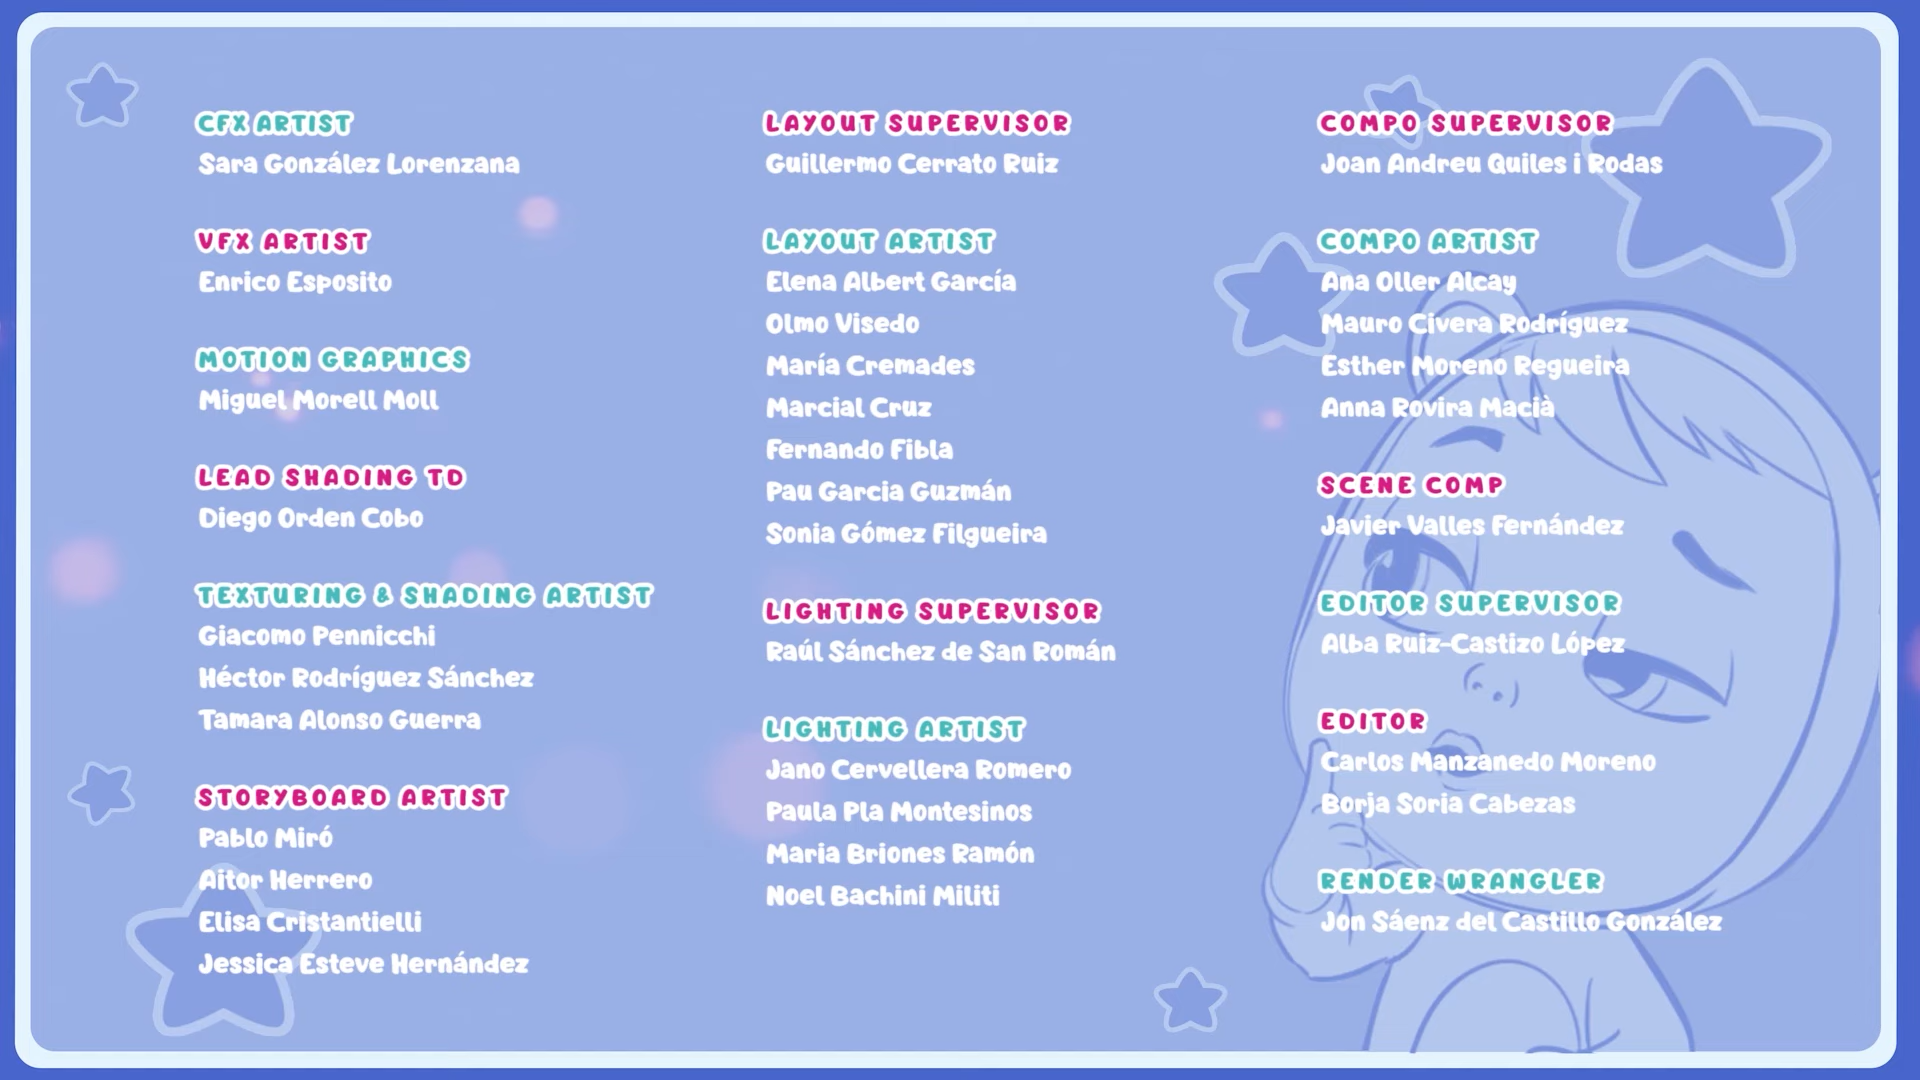 CFX ARTIST
Sara González Lorenzana
VFX ARTIST
Enrico Esposito
MOTION GRAPHICS
Miguel Morell Moll
LEAD SHADING TD
Diego Orden Cobo
TEXTURING & SHADING ARTIST
Giacomo Pennicchi
Héctor Rodríguez Sánchez
Tamara Alonso Guerra
STORYBOARD ARTIST
Pablo Miró
Aitor Herrero
Elisa Cristantielli
Jessica Esteve Hernández
LAYOUT SUPERVISOR
Guillermo Cerrato Ruiz
LAYOUT ARTIST
Elena Albert García
Olmo Visedo
María Cremades
Marcial Cruz
Fernando Fibla
Pau Garcia Guzmán
Sonia Gómez Filgueira
LIGHTING SUPERVISOR
Raúl Sánchez de San Román
LIGHTING ARTIST
Jano Cervellera Romero
Paula Pla Montesinos
Maria Briones Ramón
Noel Bachini Militi
COMPO SUPERVISOR
Joan Andreu Quiles i Rodas
COMPO ARTIST
Ana Oller Alcay
Mauro Civera Rodríguez
Esther Moreno Regueira
Anna Rovira Macià
SCENE COMP
Javier Valles Fernández
EDITOR SUPERVISOR
Alba Ruiz-Castizo López
EDITOR
Carlos Manzanedo Moreno
Borja Soria Cabezas
RENDER WRANGLER
Jon Sáenz del Castillo González